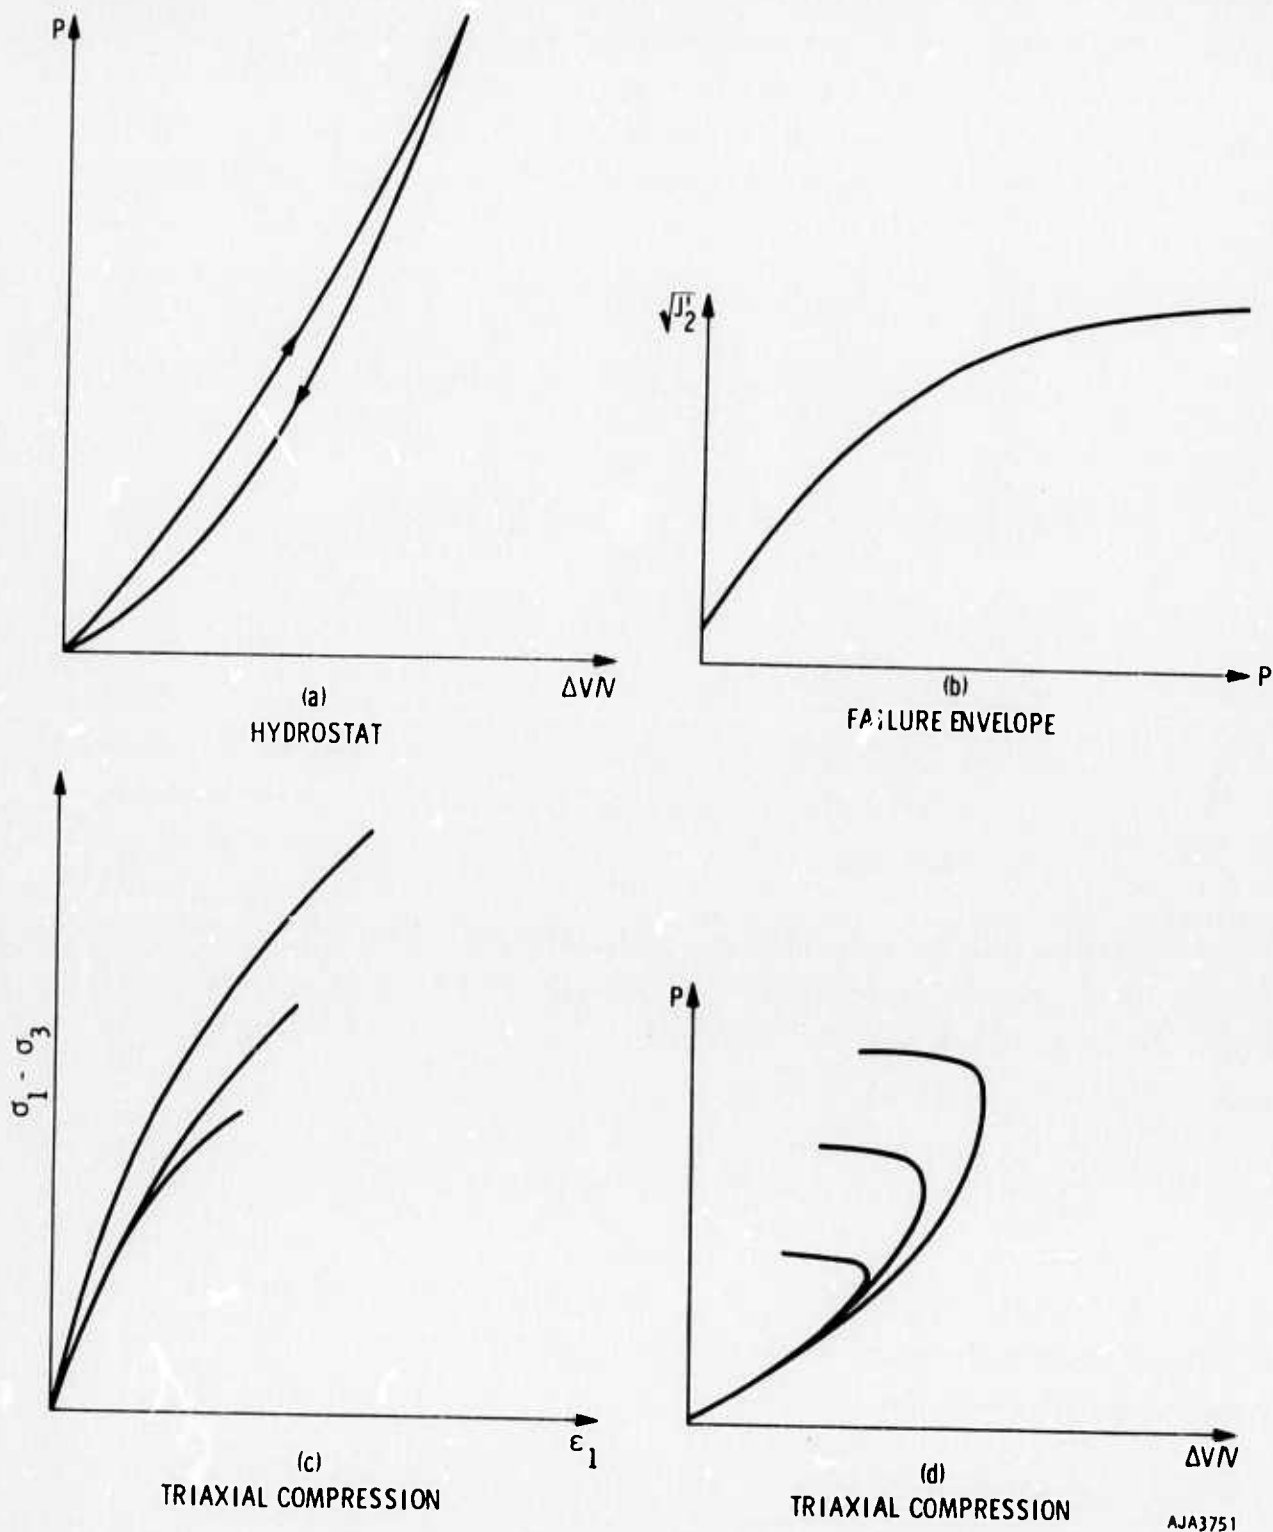 P
(a)
ΔV/V
HYDROSTAT
√J'₂
P
(b)
FAILURE ENVELOPE
σ₁ - σ₃
ε₁
(c)
TRIAXIAL COMPRESSION
P
ΔV/V
(d)
TRIAXIAL COMPRESSION
AJA3751